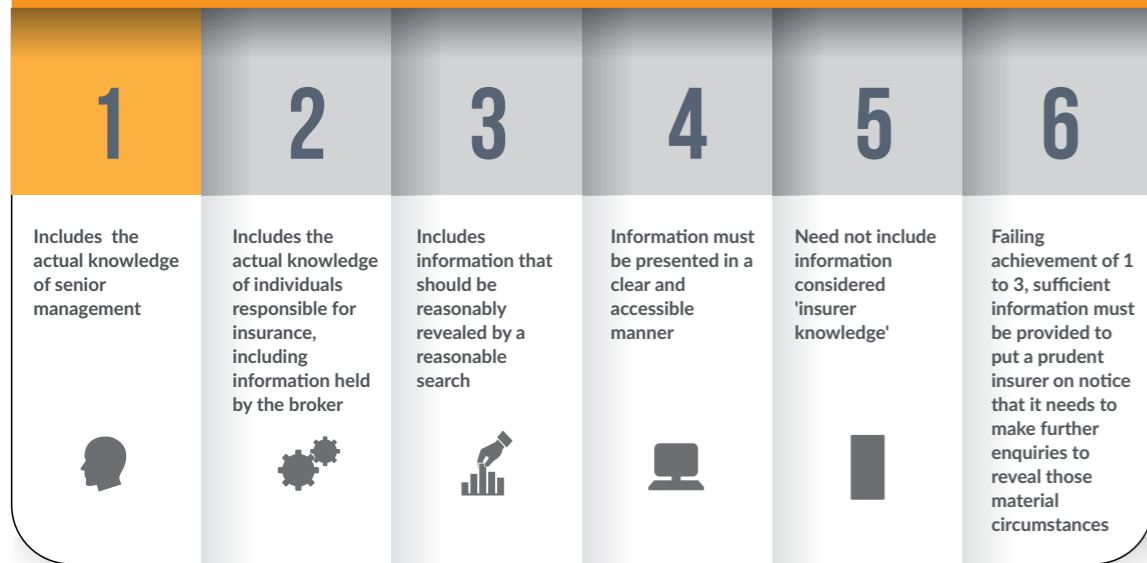 1
Includes the
actual knowledge
of senior
management
2
Includes the
actual knowledge
of individuals
responsible for
insurance,
including
information held
by the broker
3
Includes
information that
should be
reasonably
revealed by a
reasonable
search
4
Information must
be presented in a
clear and
accessible
manner
5
Need not include
information
considered
'insurer
knowledge'
6
Failing
achievement of 1
to 3, sufficient
information must
be provided to
put a prudent
insurer on notice
that it needs to
make further
enquiries to
reveal those
material
circumstances